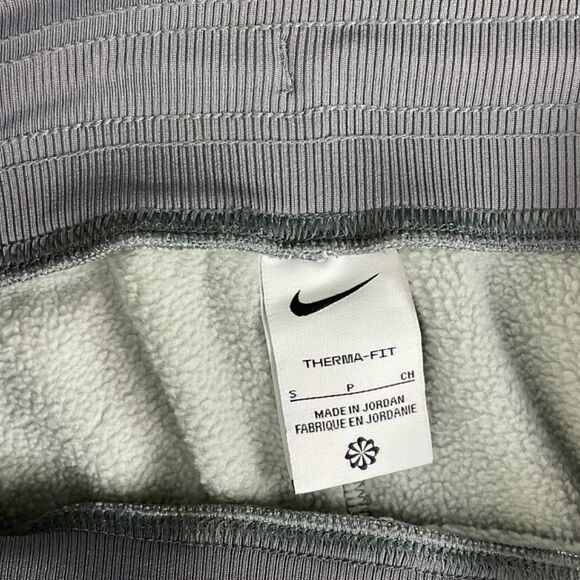 THERMA-FIT
S P CH
MADE IN JORDAN
FABRIQUE EN JORDANIE